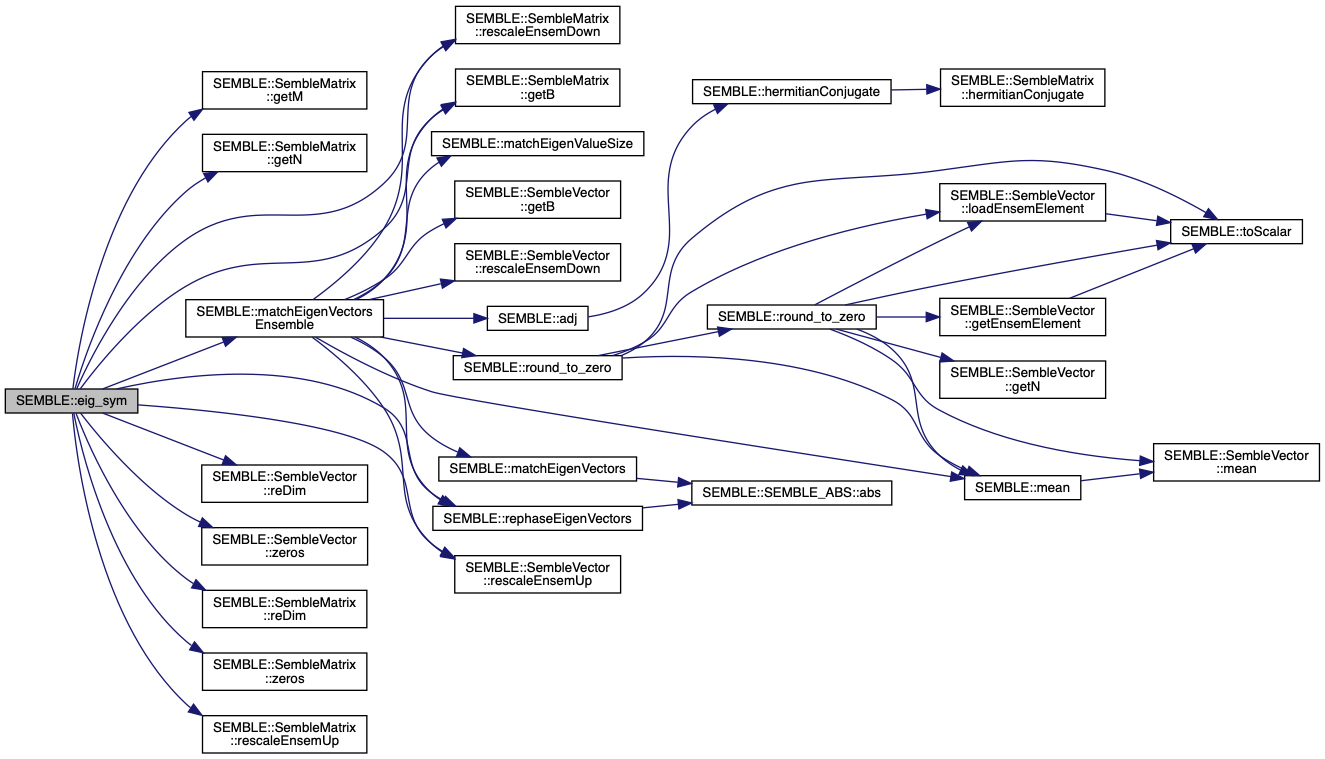 SEMBLE::eig_sym
SEMBLE::SembleMatrix
::getM
SEMBLE::SembleMatrix
::getN
SEMBLE::matchEigenVectors
Ensemble
SEMBLE::SembleVector
::reDim
SEMBLE::SembleVector
::zeros
SEMBLE::SembleMatrix
::reDim
SEMBLE::SembleMatrix
::zeros
SEMBLE::SembleMatrix
::rescaleEnsemUp
SEMBLE::SembleMatrix
::rescaleEnsemDown
SEMBLE::SembleMatrix
::getB
SEMBLE::matchEigenValueSize
SEMBLE::SembleVector
::getB
SEMBLE::SembleVector
::rescaleEnsemDown
SEMBLE::adj
SEMBLE::round_to_zero
SEMBLE::matchEigenVectors
SEMBLE::rephaseEigenVectors
SEMBLE::SembleVector
::rescaleEnsemUp
SEMBLE::hermitianConjugate
SEMBLE::round_to_zero
SEMBLE::SEMBLE_ABS::abs
SEMBLE::SembleMatrix
::hermitianConjugate
SEMBLE::SembleVector
::loadEnsemElement
SEMBLE::SembleVector
::getEnsemElement
SEMBLE::SembleVector
::getN
SEMBLE::mean
SEMBLE::toScalar
SEMBLE::SembleVector
::mean